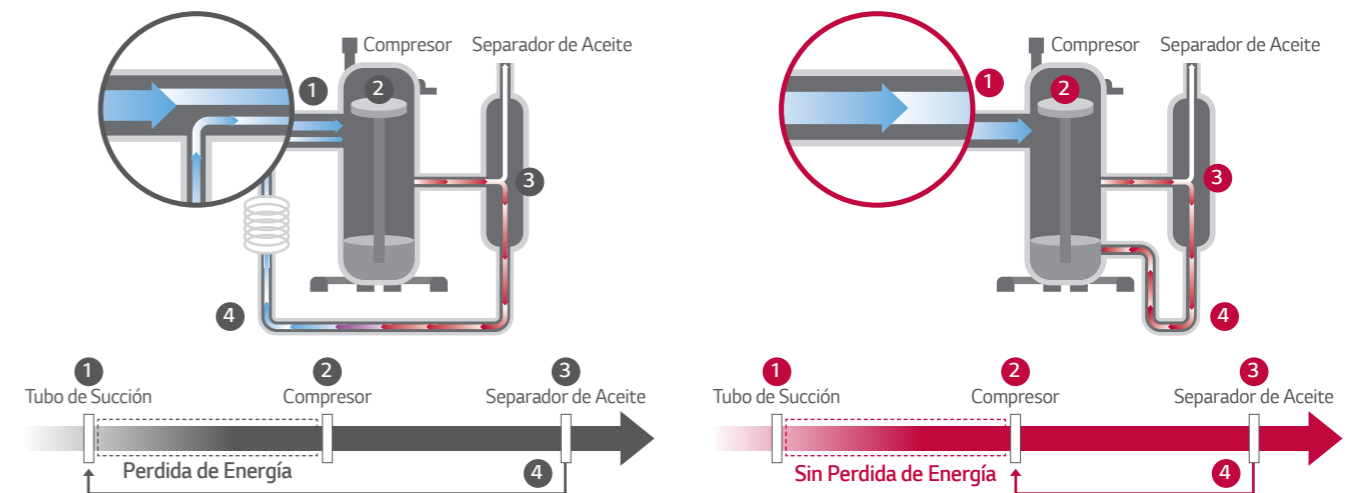 Compresor Separador de Aceite
1
2
3
4
1 2 3
Tubo de Succión Compresor Separador de Aceite
Perdida de Energía 4
Compresor Separador de Aceite
1
2
3
4
1 2 3
Tubo de Succión Compresor Separador de Aceite
Sin Perdida de Energía 4